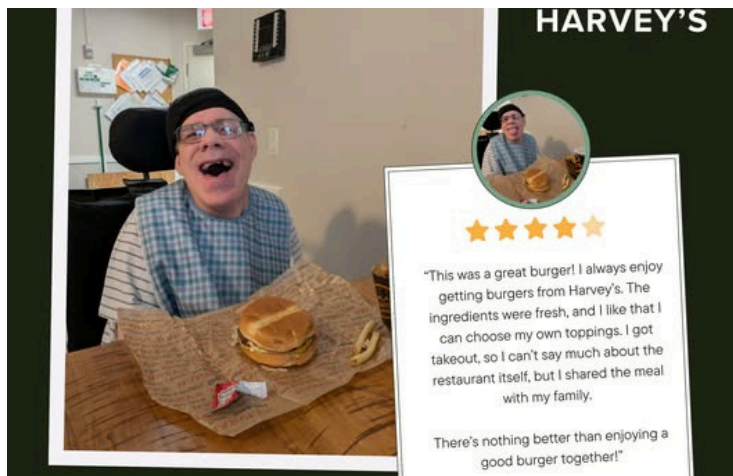 HARVEY'S
“This was a great burger! I always enjoy
getting burgers from Harvey's. The
ingredients were fresh, and I like that I
can choose my own toppings. I got
takeout, so I can't say much about the
restaurant itself, but I shared the meal
with my family.
There's nothing better than enjoying a
good burger together!”